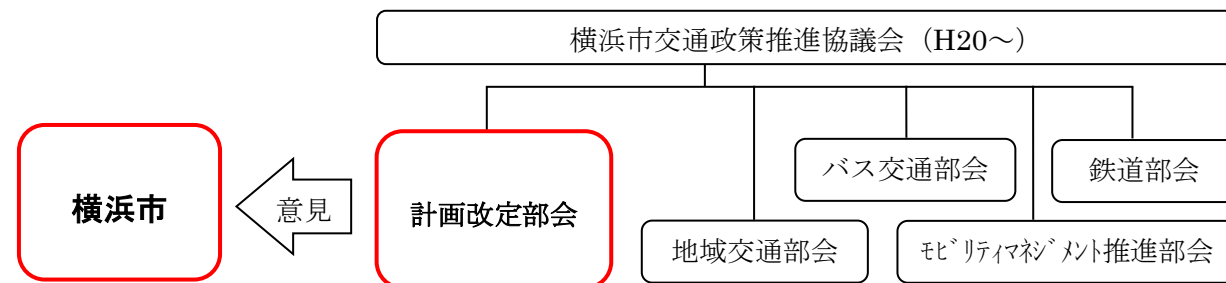 横浜市交通政策推進協議会（H20～）
バス交通部会
鉄道部会
横浜市
意見
計画改定部会
地域交通部会
ﾓﾋﾞﾘﾃｨﾏﾈｼﾞﾒﾝﾄ推進部会